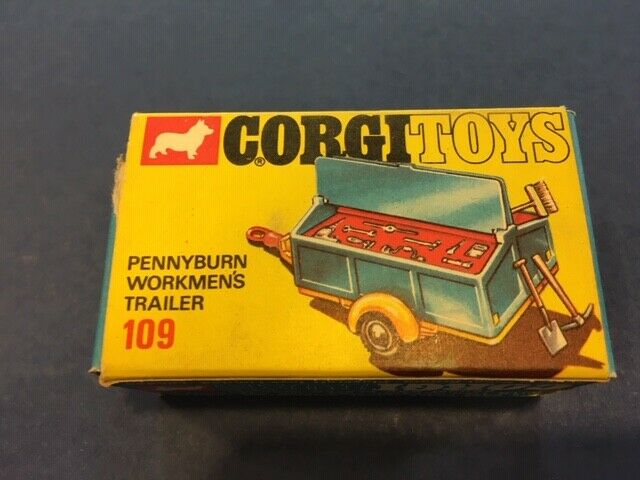 CORGI TOYS
®
PENNYBURN
WORKMEN'S
TRAILER
109